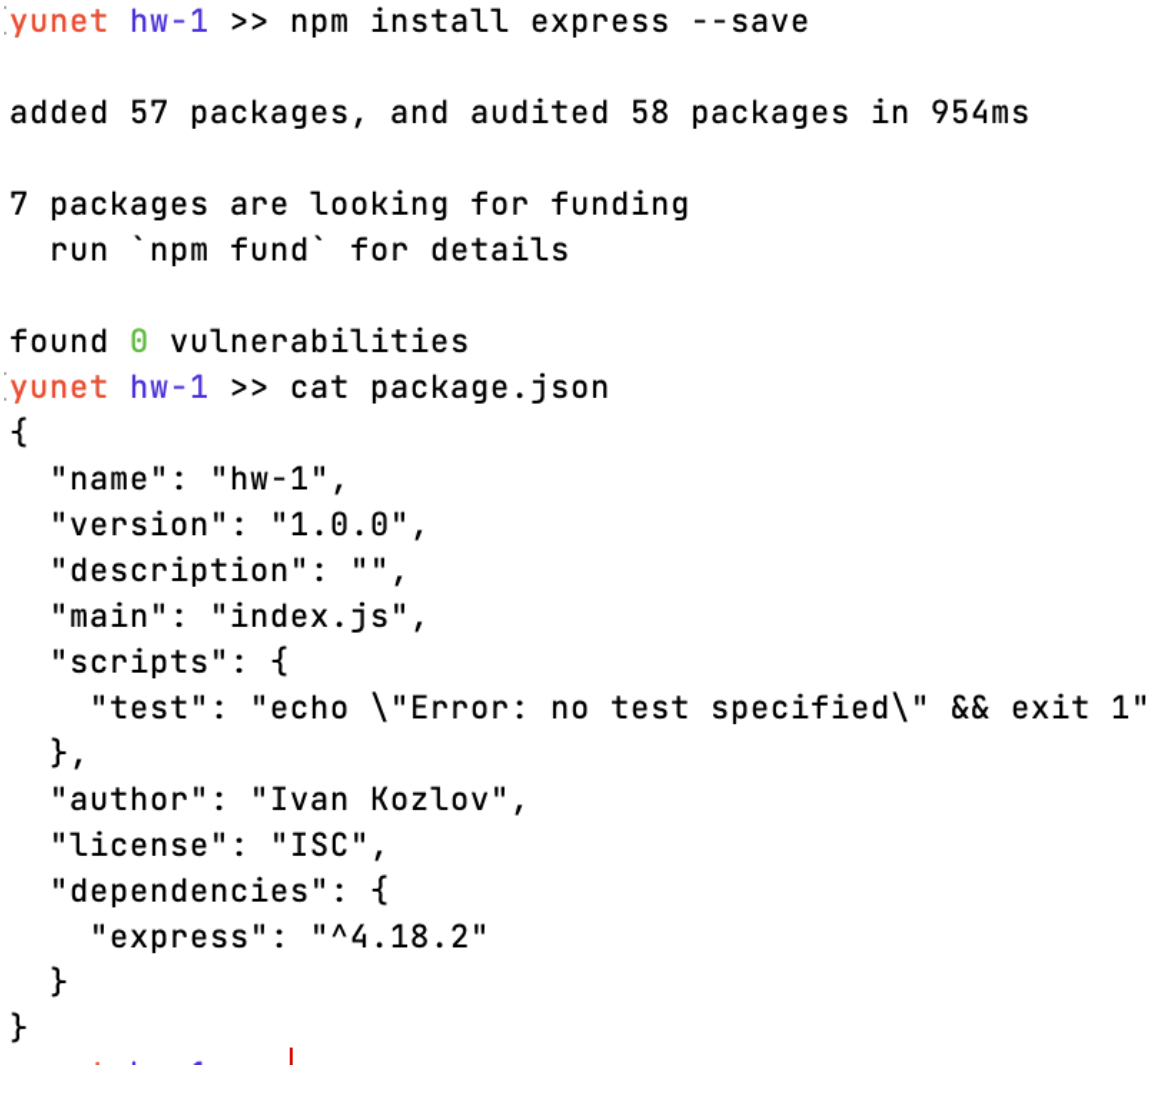 yunet hw-1 >> npm install express --save
added 57 packages, and audited 58 packages in 954ms
7 packages are looking for funding
  run `npm fund` for details
found 0 vulnerabilities
yunet hw-1 >> cat package.json
{
  "name": "hw-1",
  "version": "1.0.0",
  "description": "",
  "main": "index.js",
  "scripts": {
    "test": "echo \"Error: no test specified\" && exit 1"
  },
  "author": "Ivan Kozlov",
  "license": "ISC",
  "dependencies": {
    "express": "^4.18.2"
  }
}